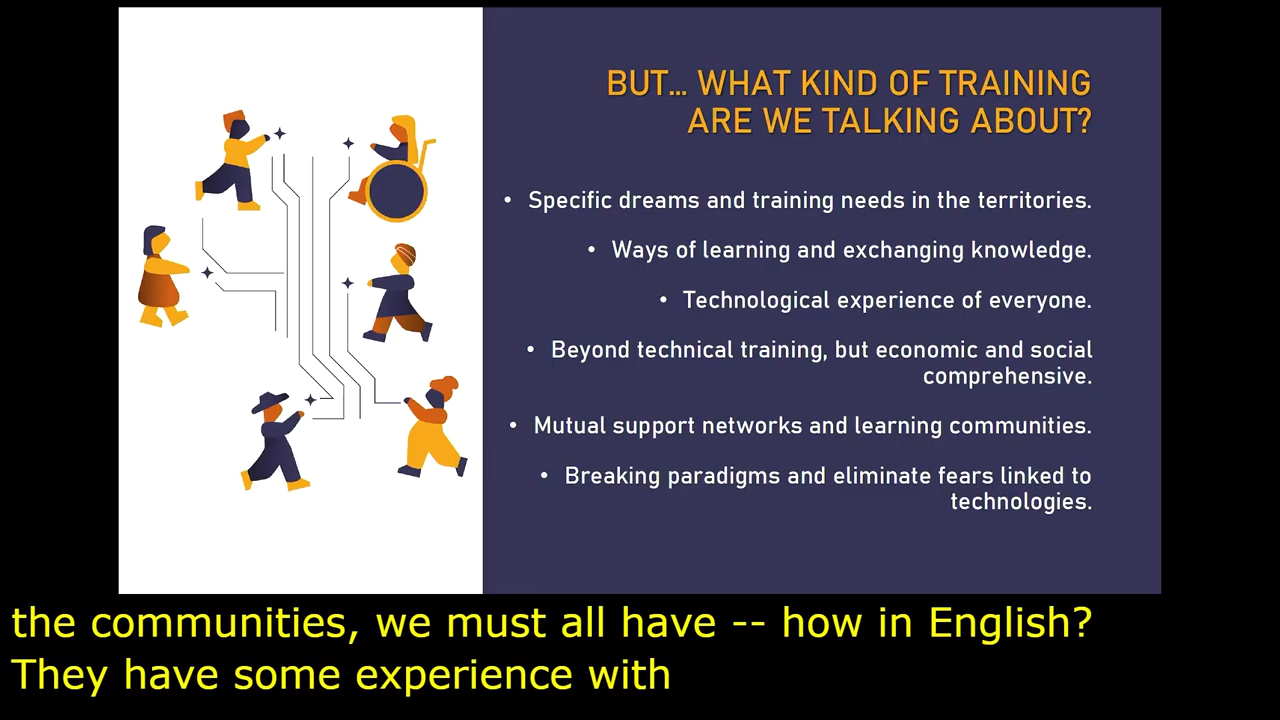 BUT... WHAT KIND OF TRAINING
ARE WE TALKING ABOUT?
• Specific dreams and training needs in the territories.
• Ways of learning and exchanging knowledge.
• Technological experience of everyone.
• Beyond technical training, but economic and social
comprehensive.
• Mutual support networks and learning communities.
• Breaking paradigms and eliminate fears linked to
technologies.
the communities, we must all have -- how in English?
They have some experience with